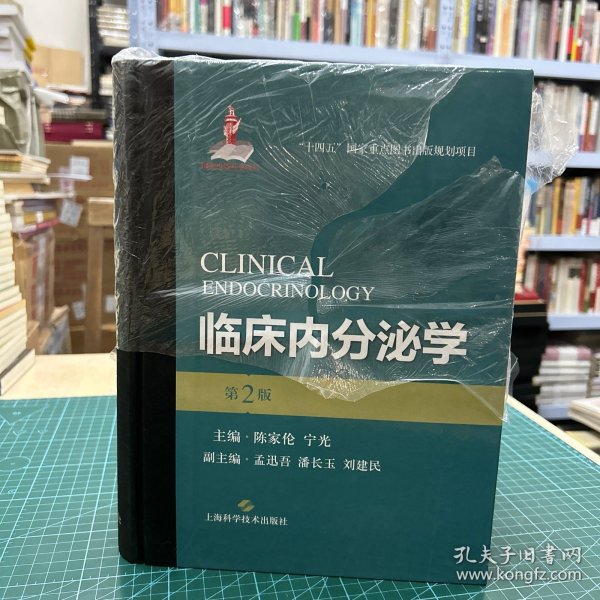 “十四五”国家重点图书出版规划项目
CLINICAL
ENDOCRINOLOGY
临床内分泌学
第2版
主编·陈家伦 宁光
副主编·孟迅吾 潘长玉 刘建民
上海科学技术出版社
孔夫子旧书网
www.kongfz.com